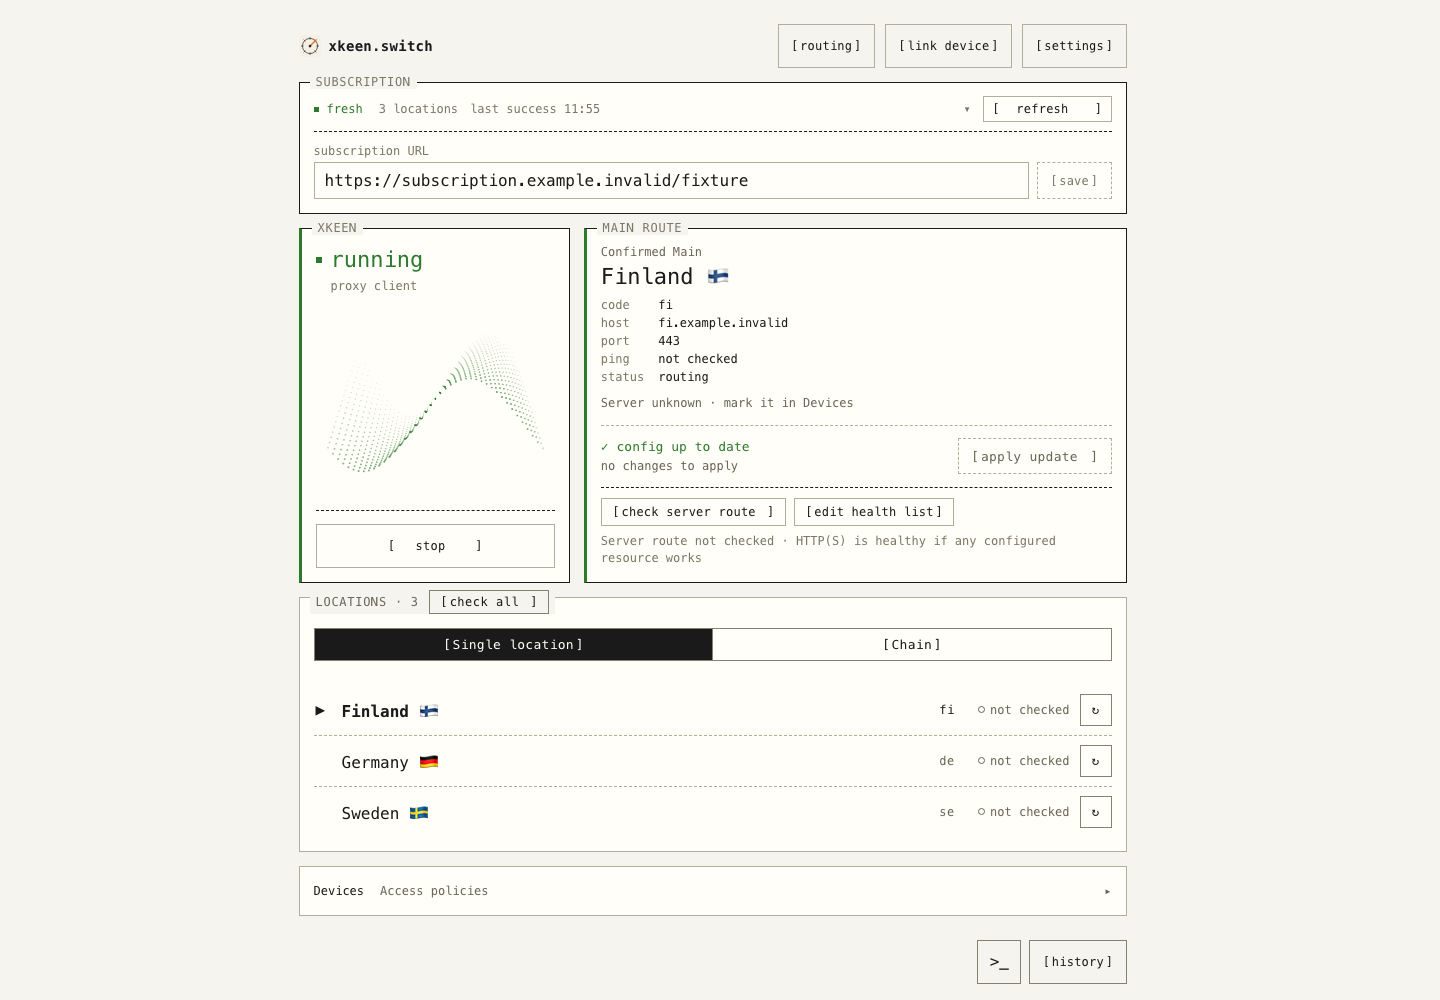 xkeen.switch
[routing] [link device] [settings]
SUBSCRIPTION
fresh 3 locations last success 11:55 ▾ [ refresh ]
subscription URL
https://subscription.example.invalid/fixture [save]
XKEEN
running
proxy client
[ stop ]
MAIN ROUTE
Confirmed Main
Finland 🇫🇮
code fi
host fi.example.invalid
port 443
ping not checked
status routing
Server unknown · mark it in Devices
✓ config up to date
no changes to apply
[apply update ]
[check server route ] [edit health list]
Server route not checked · HTTP(S) is healthy if any configured
resource works
LOCATIONS · 3 [check all ]
[Single location] [Chain]
▶ Finland 🇫🇮 fi ○ not checked ↻
Germany 🇩🇪 de ○ not checked ↻
Sweden 🇸🇪 se ○ not checked ↻
Devices Access policies ▸
>_ [history]